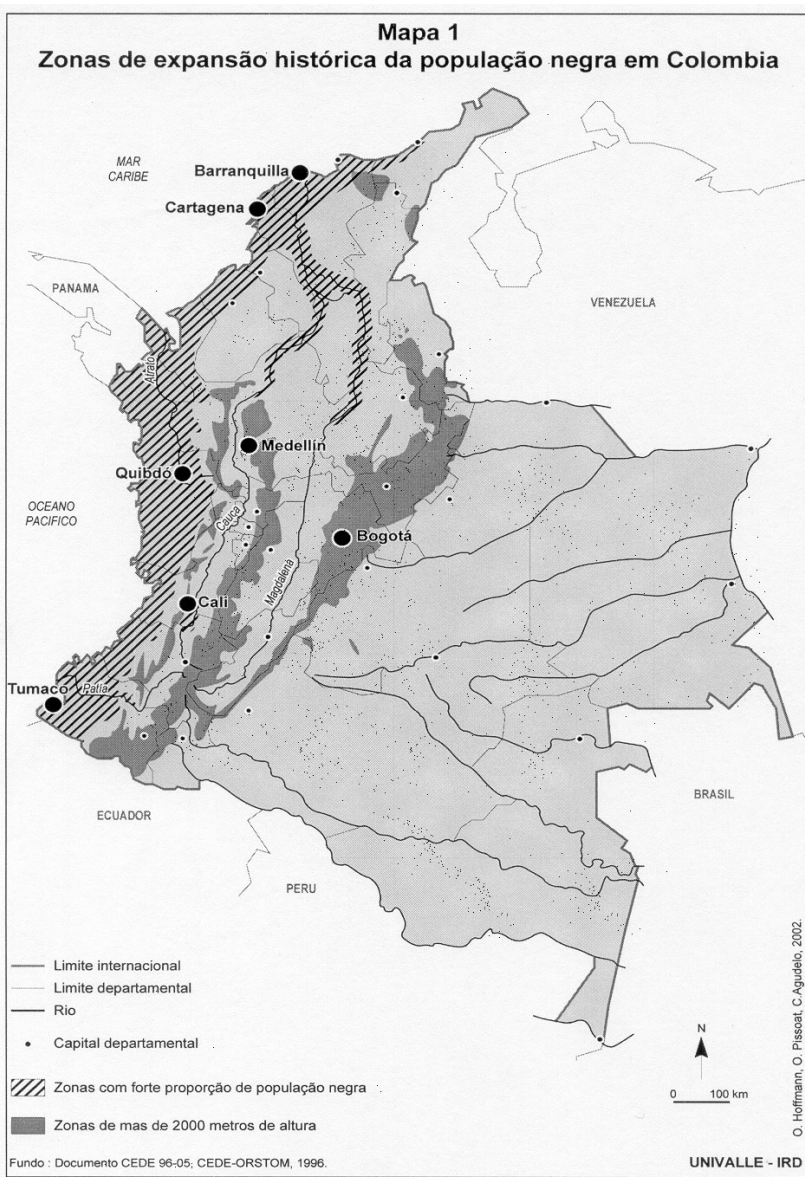 Mapa 1
Zonas de expansão histórica da população negra em Colombia
MAR
CARIBE
Barranquilla
Cartagena
PANAMA
VENEZUELA
Atrato
Medellín
Quibdó
OCEANO
PACIFICO
Cauca
Bogotá
Magdalena
Cali
Tumaco
Patía
ECUADOR
BRASIL
PERU
Limite internacional
Limite departamental
Rio
Capital departamental
N
0 100 km
Zonas com forte proporção de população negra
Zonas de mas de 2000 metros de altura
O. Hoffmann, O. Pissoat, C.Agudelo, 2002.
Fundo : Documento CEDE 96-05; CEDE-ORSTOM, 1996.
UNIVALLE - IRD